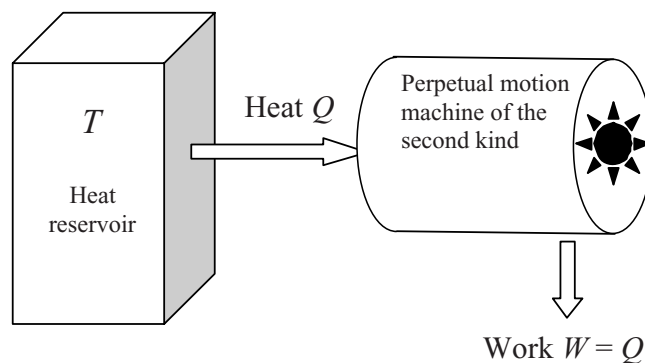 T
Heat
reservoir
Heat Q
Perpetual motion
machine of the
second kind
Work W = Q